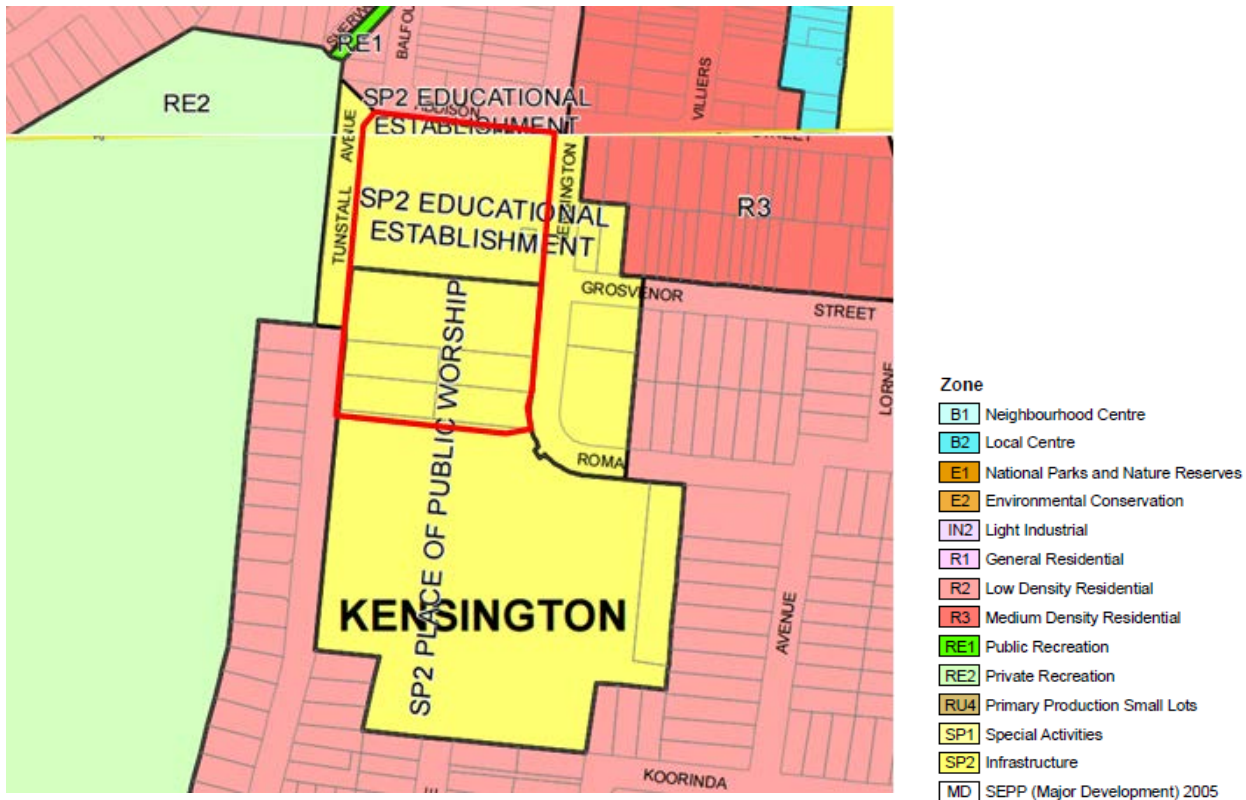 RE1
BALFOU
RE2
SP2 EDUCATIONAL
ESTABLISHMENT
VILLIERS
AVENUE
TUNSTALL
SP2 EDUCATIONAL
ESTABLISHMENT
R3
GROSVENOR
STREET
LORNE
SP2 PLACE OF PUBLIC WORSHIP
ROMA
KENSINGTON
AVENUE
KOORINDA
Zone
B1 Neighbourhood Centre
B2 Local Centre
E1 National Parks and Nature Reserves
E2 Environmental Conservation
IN2 Light Industrial
R1 General Residential
R2 Low Density Residential
R3 Medium Density Residential
RE1 Public Recreation
RE2 Private Recreation
RU4 Primary Production Small Lots
SP1 Special Activities
SP2 Infrastructure
MD SEPP (Major Development) 2005